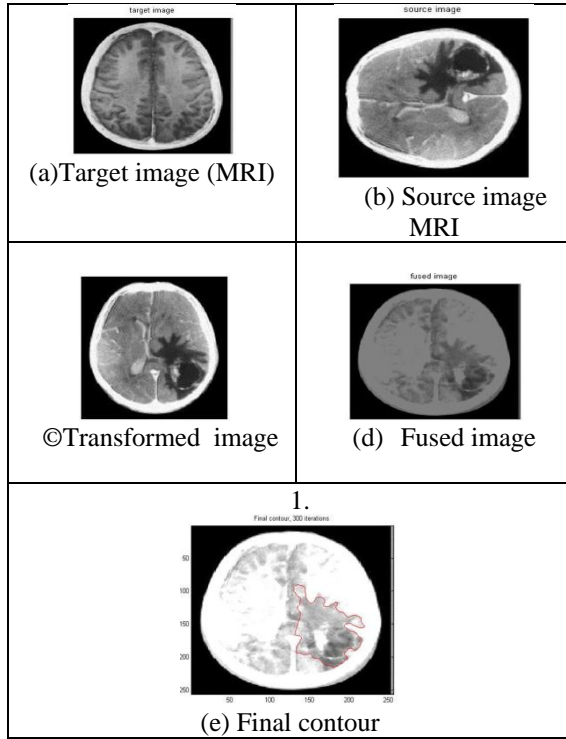 target image
(a)Target image (MRI)
source image
(b) Source image
MRI
©Transformed image
fused image
(d) Fused image
1.
Final contour, 300 iterations
50
100
150
200
250
50 100 150 200 250
(e) Final contour